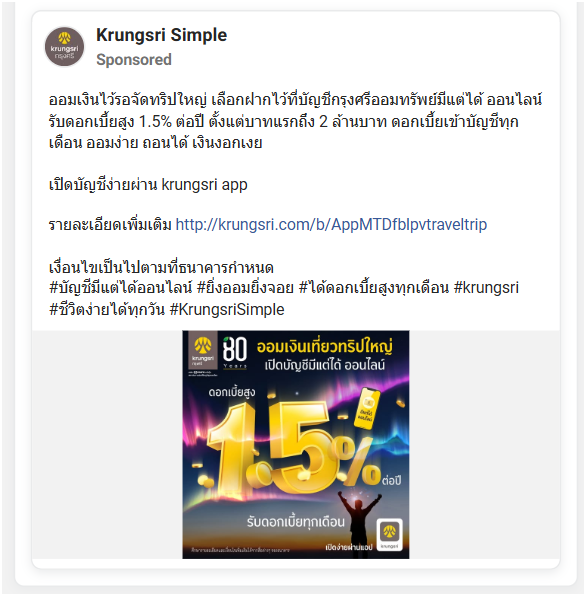 Krungsri Simple
Sponsored
ออมเงินไว้รอจัดทริปใหญ่ เลือกฝากไว้ที่บัญชีกรุงศรีออมทรัพย์มีแต่ได้ ออนไลน์
รับดอกเบี้ยสูง 1.5% ต่อปี ตั้งแต่บาทแรกถึง 2 ล้านบาท ดอกเบี้ยเข้าบัญชีทุก
เดือน ออมง่าย ถอนได้ เงินงอกเงย
เปิดบัญชีง่ายผ่าน krungsri app
รายละเอียดเพิ่มเติม http://krungsri.com/b/AppMTDfblpvtraveltrip
เงื่อนไขเป็นไปตามที่ธนาคารกำหนด
#บัญชีมีแต่ได้ออนไลน์ #ยิ่งออมยิ่งจอย #ได้ดอกเบี้ยสูงทุกเดือน #krungsri
#ชีวิตง่ายได้ทุกวัน #KrungsriSimple
krungsri
กรุงศรี
80 Years
ออมเงินเที่ยวทริปใหญ่
เปิดบัญชีมีแต่ได้ ออนไลน์
ดอกเบี้ยสูง
1.5%
ต่อปี
รับดอกเบี้ยทุกเดือน
krungsri
เปิดง่ายผ่านแอป